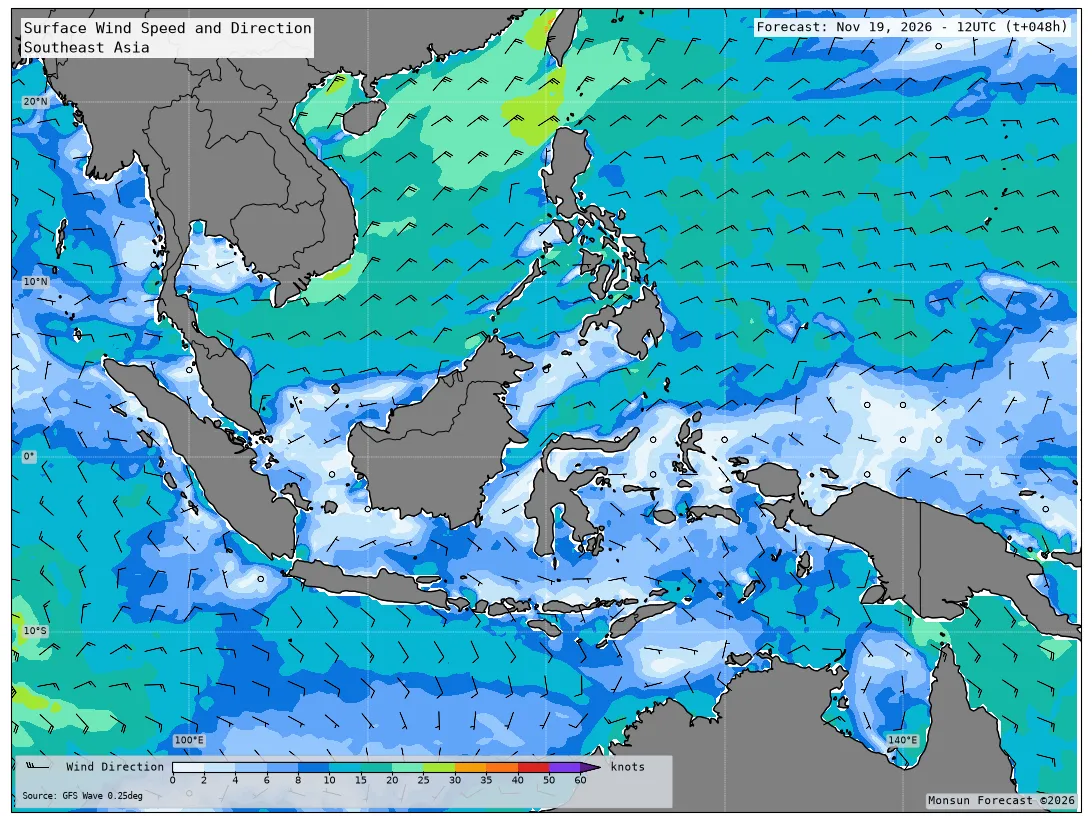 Surface Wind Speed and Direction
Southeast Asia
Forecast: Nov 19, 2026 - 12UTC (t+048h)
20°N
10°N
0°
10°S
100°E
140°E
Wind Direction
0 2 4 6 8 10 15 20 25 30 35 40 50 60
knots
Source: GFS Wave 0.25deg
Monsun Forecast ©2026